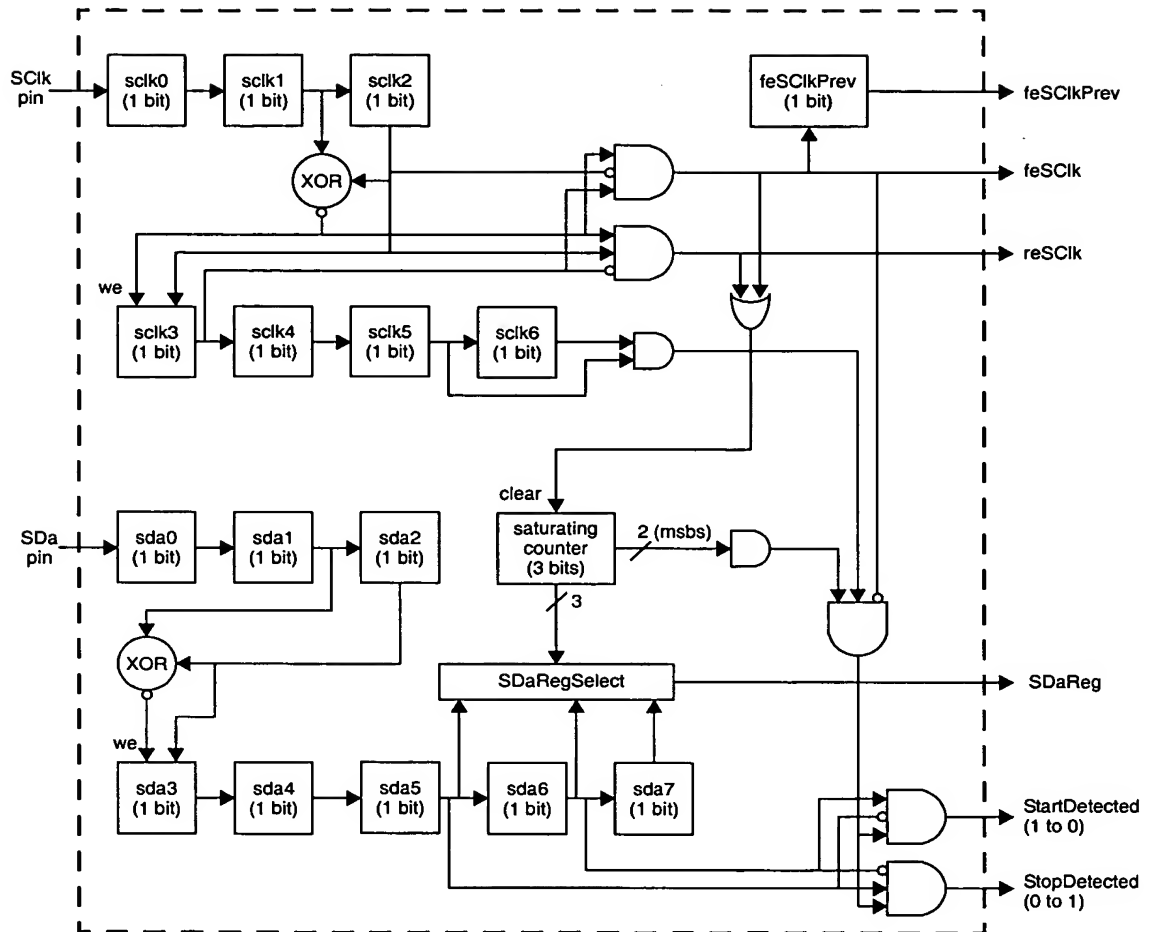 SClk
pin
sclk0
(1 bit)
sclk1
(1 bit)
sclk2
(1 bit)
feSClkPrev
(1 bit)
feSClkPrev
XOR
feSClk
reSClk
we
sclk3
(1 bit)
sclk4
(1 bit)
sclk5
(1 bit)
sclk6
(1 bit)
clear
SDa
pin
sda0
(1 bit)
sda1
(1 bit)
sda2
(1 bit)
saturating
counter
(3 bits)
2 (msbs)
3
XOR
SDaRegSelect
SDaReg
we
sda3
(1 bit)
sda4
(1 bit)
sda5
(1 bit)
sda6
(1 bit)
sda7
(1 bit)
StartDetected
(1 to 0)
StopDetected
(0 to 1)